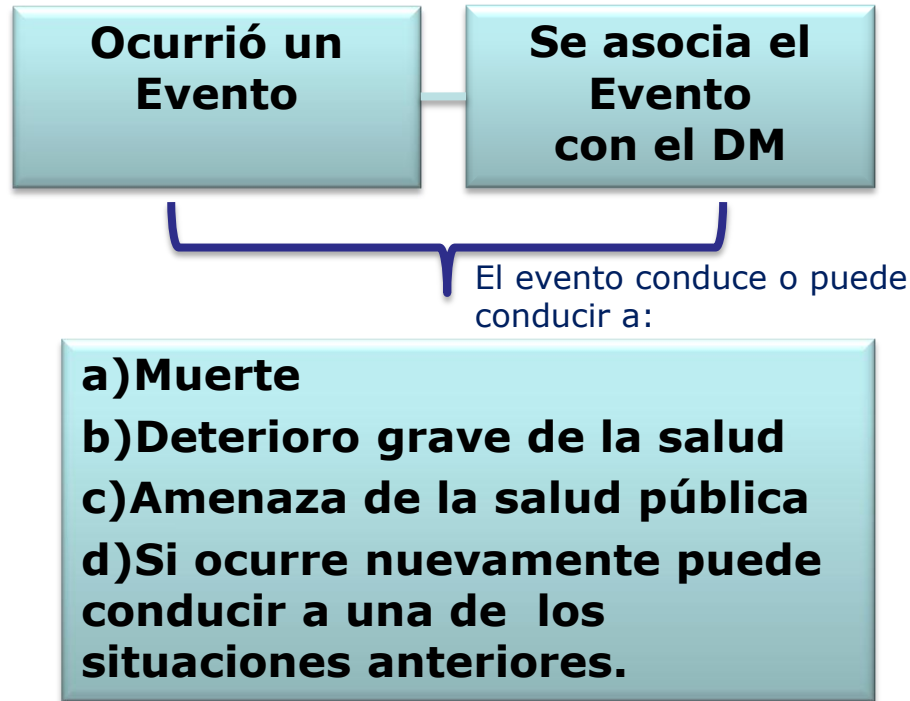 Ocurrió un
Evento
Se asocia el
Evento
con el DM
El evento conduce o puede
conducir a:
a)Muerte
b)Deterioro grave de la salud
c)Amenaza de la salud pública
d)Si ocurre nuevamente puede
conducir a una de los
situaciones anteriores.